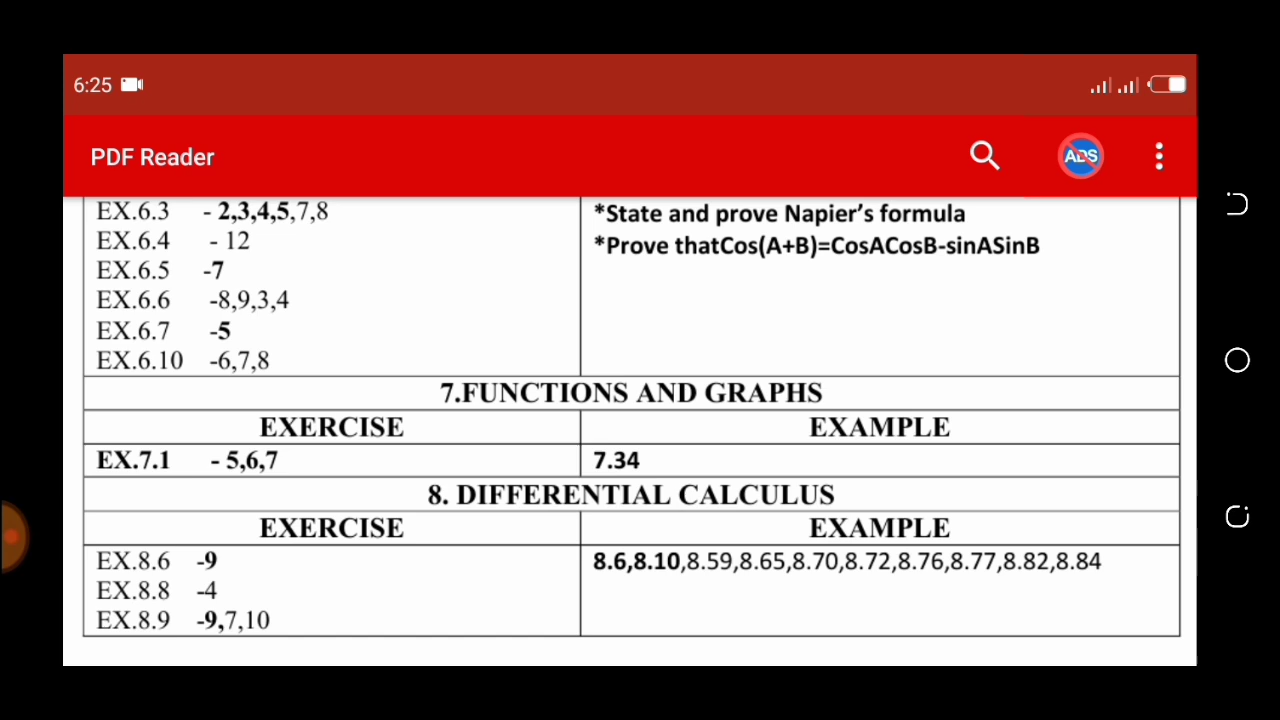 6:25
PDF Reader
ADS
EX.6.3 - 2,3,4,5,7,8
EX.6.4 - 12
EX.6.5 -7
EX.6.6 -8,9,3,4
EX.6.7 -5
EX.6.10 -6,7,8
*State and prove Napier’s formula
*Prove thatCos(A+B)=CosACosB-sinASinB
7.FUNCTIONS AND GRAPHS
EXERCISE EXAMPLE
EX.7.1 - 5,6,7 7.34
8. DIFFERENTIAL CALCULUS
EXERCISE EXAMPLE
EX.8.6 -9
EX.8.8 -4
EX.8.9 -9,7,10
8.6,8.10,8.59,8.65,8.70,8.72,8.76,8.77,8.82,8.84